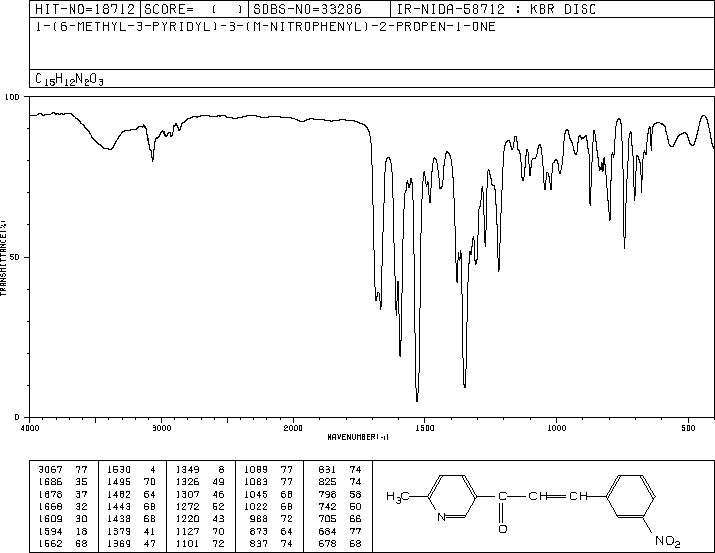 HIT-NO=18712 SCORE= ( ) SDBS-NO=33286 IR-NIDA-58712 : KBR DISC
1-(6-METHYL-3-PYRIDYL)-3-(M-NITROPHENYL)-2-PROPEN-1-ONE
C15H12N2O3
100
50
0
TRANSMITTANCE(%)
4000 3000 2000 1500 1000 500
WAVENUMBER(-1)
3067 77 1530 4 1349 8 1089 77 831 74
1686 35 1495 70 1326 49 1083 77 825 74
1678 37 1482 64 1307 46 1045 68 798 58
1668 32 1443 68 1272 52 1022 68 742 50
1609 30 1438 68 1220 43 988 72 705 66
1594 18 1379 41 1127 70 873 64 684 77
1562 68 1369 47 1101 72 837 74 678 68
H3C N C O CH CH NO2